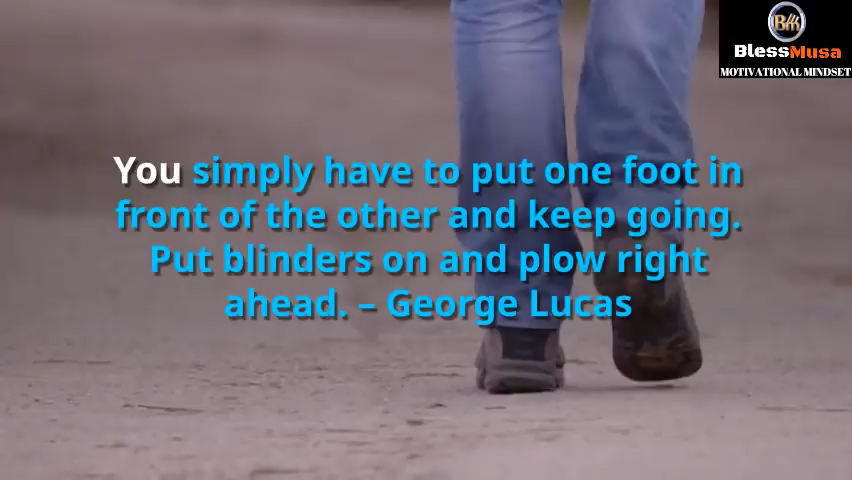 Bm
BlessMusa
MOTIVATIONAL MINDSET
You simply have to put one foot in
front of the other and keep going.
Put blinders on and plow right
ahead. – George Lucas